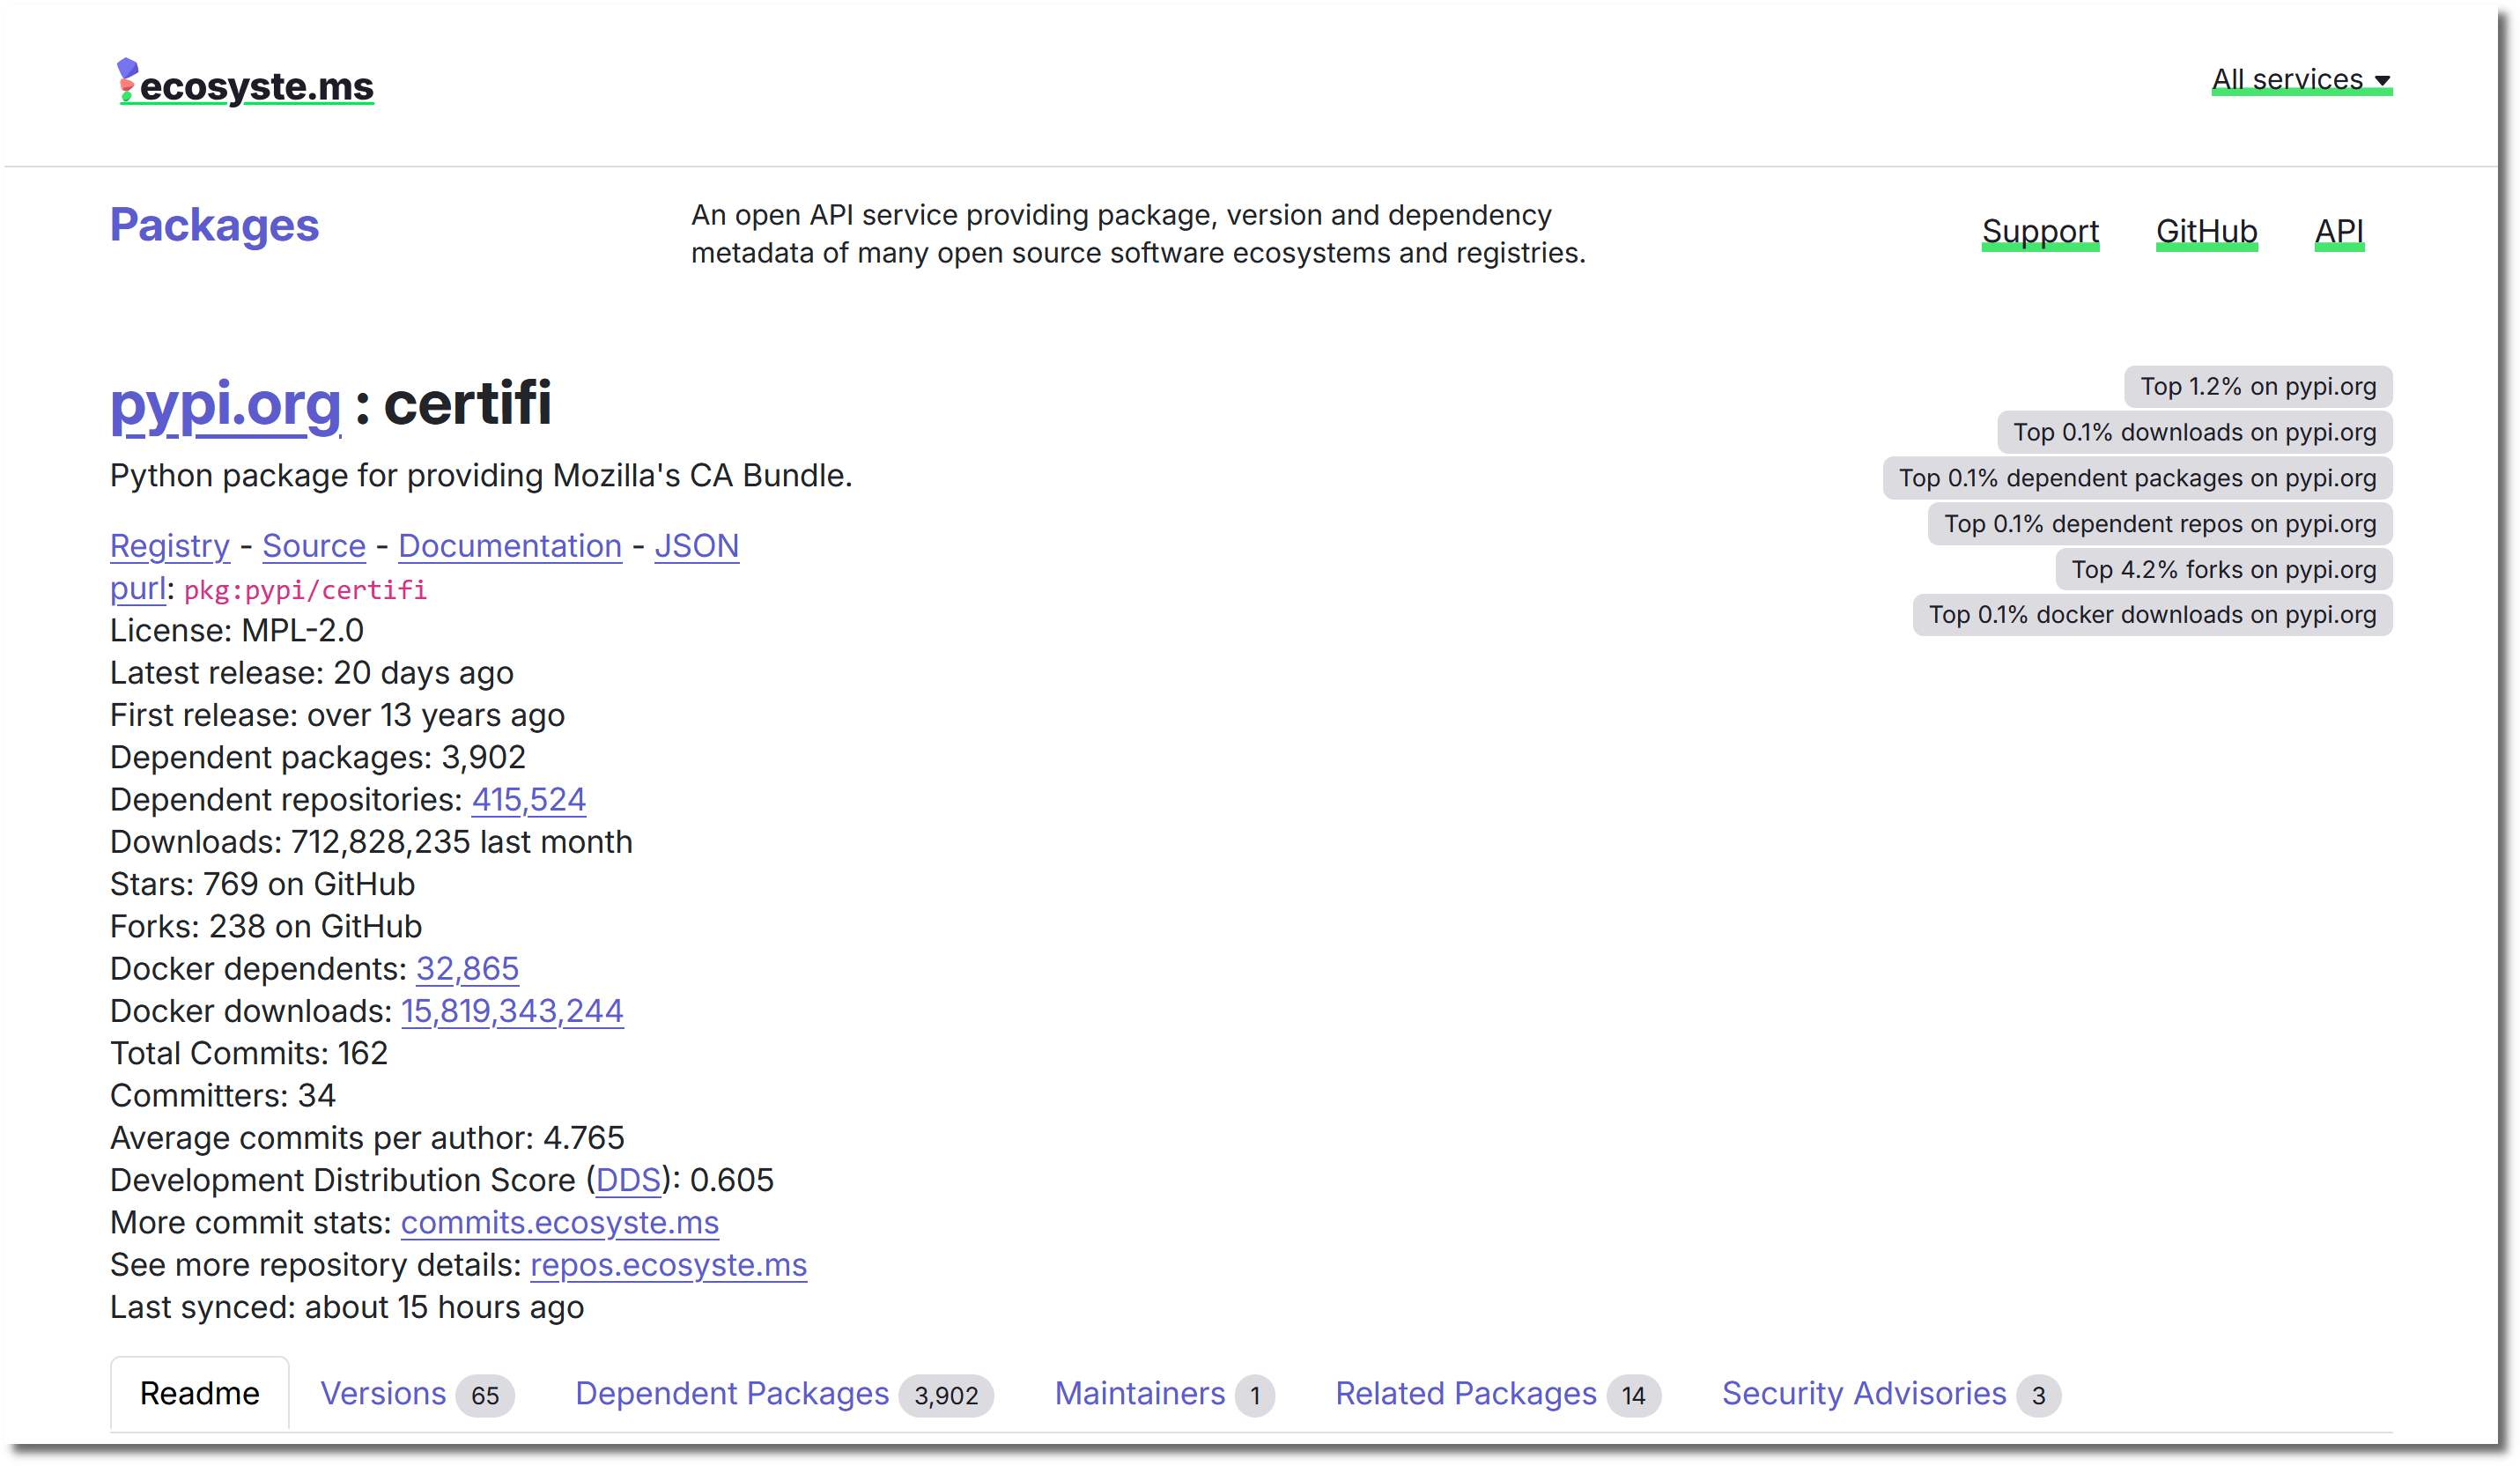 ecosyste.ms
All services
Packages
An open API service providing package, version and dependency
metadata of many open source software ecosystems and registries.
Support GitHub API
pypi.org : certifi
Python package for providing Mozilla's CA Bundle.
Registry - Source - Documentation - JSON
purl: pkg:pypi/certifi
License: MPL-2.0
Latest release: 20 days ago
First release: over 13 years ago
Dependent packages: 3,902
Dependent repositories: 415,524
Downloads: 712,828,235 last month
Stars: 769 on GitHub
Forks: 238 on GitHub
Docker dependents: 32,865
Docker downloads: 15,819,343,244
Total Commits: 162
Committers: 34
Average commits per author: 4.765
Development Distribution Score (DDS): 0.605
More commit stats: commits.ecosyste.ms
See more repository details: repos.ecosyste.ms
Last synced: about 15 hours ago
Top 1.2% on pypi.org
Top 0.1% downloads on pypi.org
Top 0.1% dependent packages on pypi.org
Top 0.1% dependent repos on pypi.org
Top 4.2% forks on pypi.org
Top 0.1% docker downloads on pypi.org
Readme Versions 65 Dependent Packages 3,902 Maintainers 1 Related Packages 14 Security Advisories 3